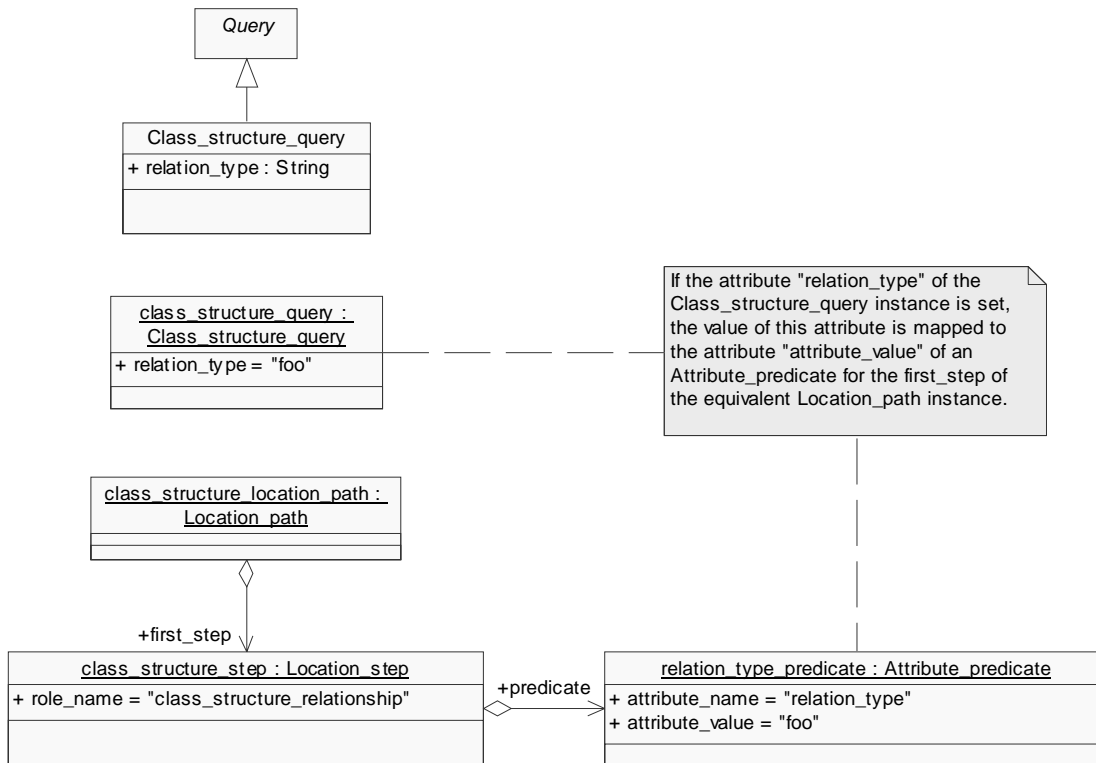 Query
Class_structure_query
+ relation_type : String
If the attribute "relation_type" of the
Class_structure_query instance is set,
the value of this attribute is mapped to
the attribute "attribute_value" of an
Attribute_predicate for the first_step of
the equivalent Location_path instance.
class_structure_query :
Class_structure_query
+ relation_type = "foo"
class_structure_location_path :
Location_path
+first_step
class_structure_step : Location_step
+ role_name = "class_structure_relationship"
+predicate
relation_type_predicate : Attribute_predicate
+ attribute_name = "relation_type"
+ attribute_value = "foo"